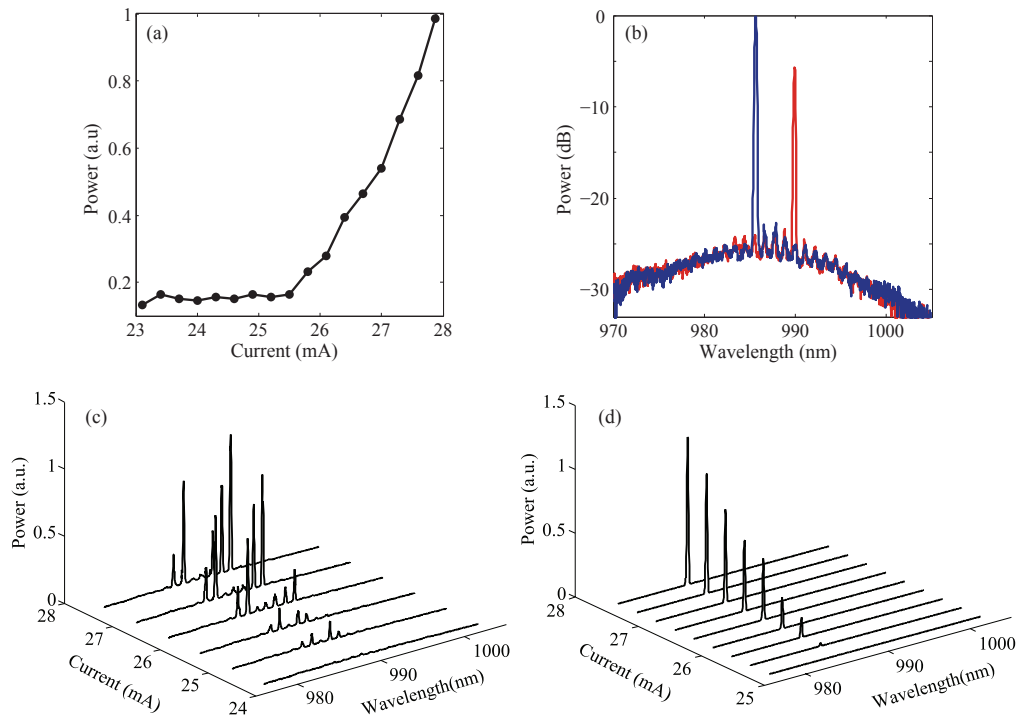 (a)
Power (a.u)
1
0.8
0.6
0.4
0.2
23 24 25 26 27 28
Current (mA)
(b)
Power (dB)
0
−10
−20
−30
970 980 990 1000
Wavelength (nm)
(c)
Power (a.u.)
1.5
1
0.5
0
28
27
26
25
24
Current (mA)
980
990
1000
Wavelength(nm)
(d)
Power (a.u.)
1.5
1
0.5
0
28
27
26
25
Current (mA)
980
990
1000
Wavelength (nm)